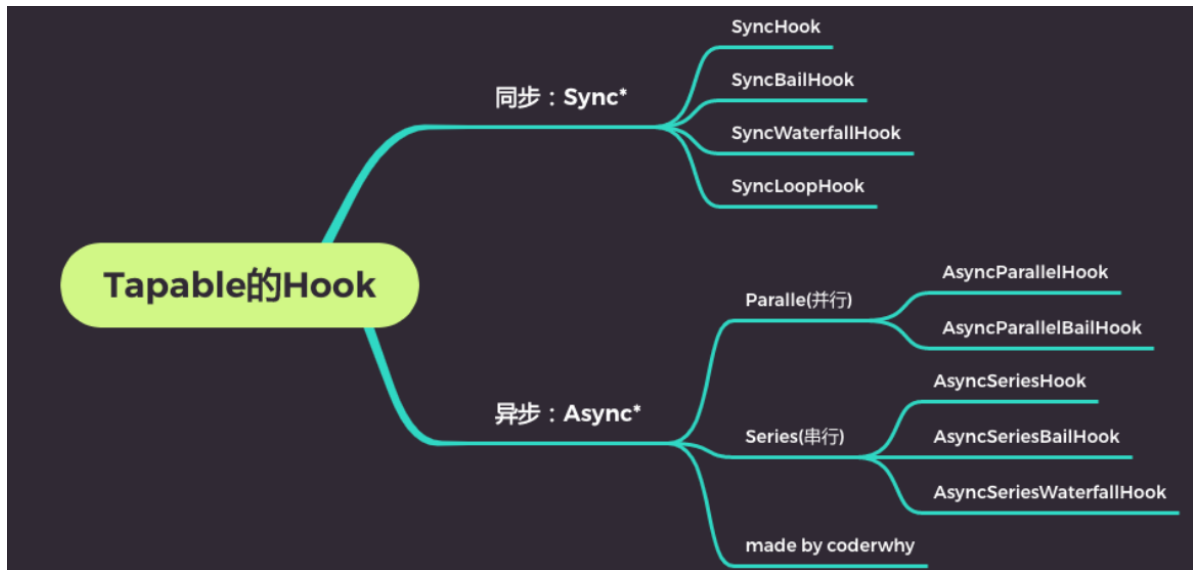 Tapable的Hook
同步：Sync*
SyncHook
SyncBailHook
SyncWaterfallHook
SyncLoopHook
异步：Async*
Paralle(并行)
AsyncParallelHook
AsyncParallelBailHook
Series(串行)
AsyncSeriesHook
AsyncSeriesBailHook
AsyncSeriesWaterfallHook
made by coderwhy